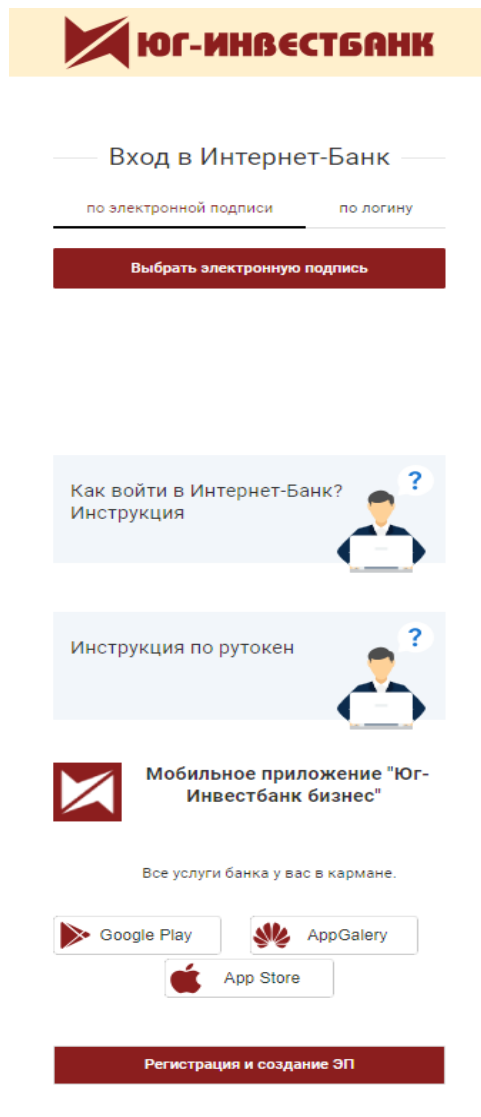 ЮГ-ИНВЕСТБАНК
Вход в Интернет-Банк
по электронной подписи
по логину
Выбрать электронную подпись
Как войти в Интернет-Банк?
Инструкция
?
Инструкция по рутокен
?
Мобильное приложение "Юг-
Инвестбанк бизнес"
Все услуги банка у вас в кармане.
Google Play
AppGalery
App Store
Регистрация и создание ЭП